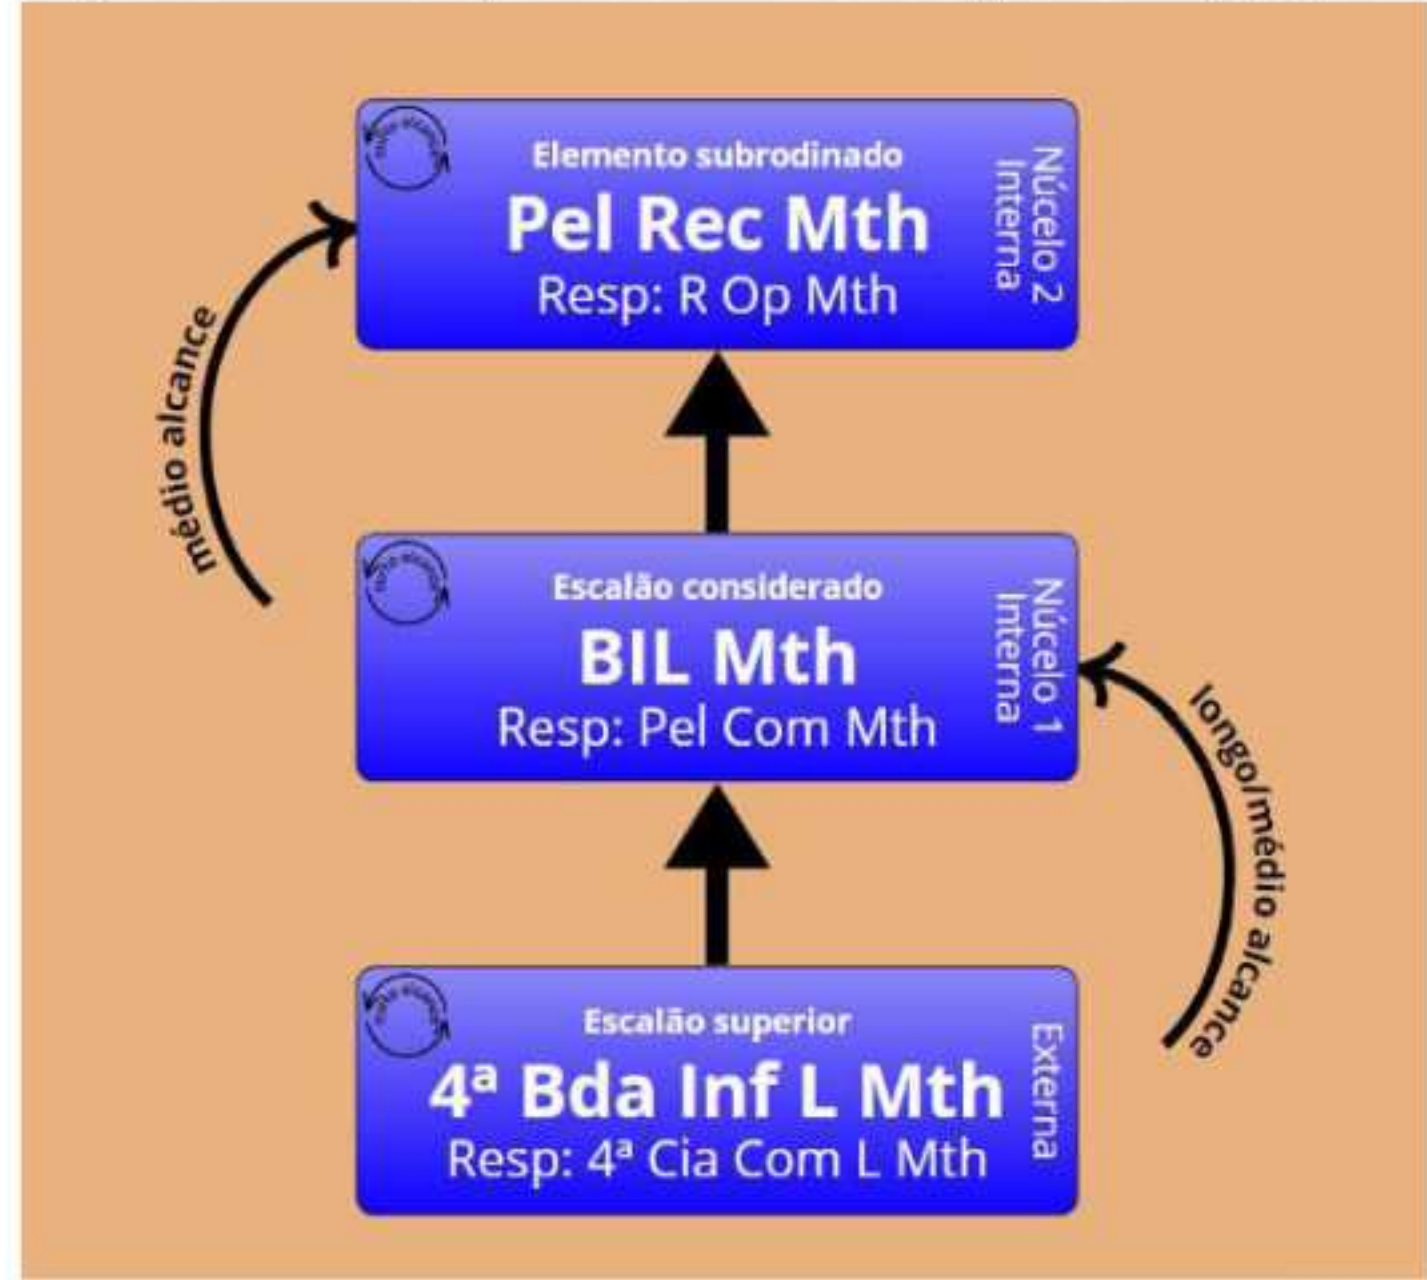 Elemento subrodinado
Pel Rec Mth
Resp: R Op Mth
Núcelo 2
Interna
médio alcance
Escalão considerado
BIL Mth
Resp: Pel Com Mth
Núcelo 1
Interna
longo/médio alcance
Escalão superior
4ª Bda Inf L Mth
Resp: 4ª Cia Com L Mth
Externa